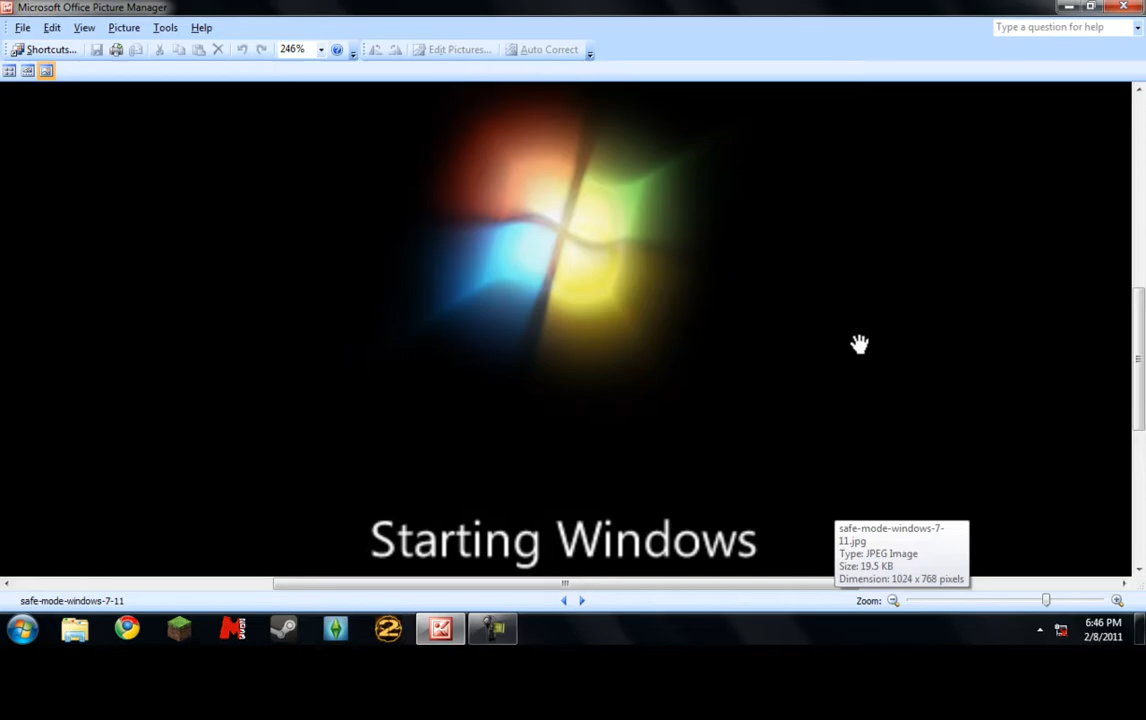 Microsoft Office Picture Manager
File Edit View Picture Tools Help
Type a question for help
Shortcuts... 246% Edit Pictures... Auto Correct
Starting Windows
safe-mode-windows-7-
11.jpg
Type: JPEG Image
Size: 19.5 KB
Dimension: 1024 x 768 pixels
safe-mode-windows-7-11
Zoom:
6:46 PM
2/8/2011